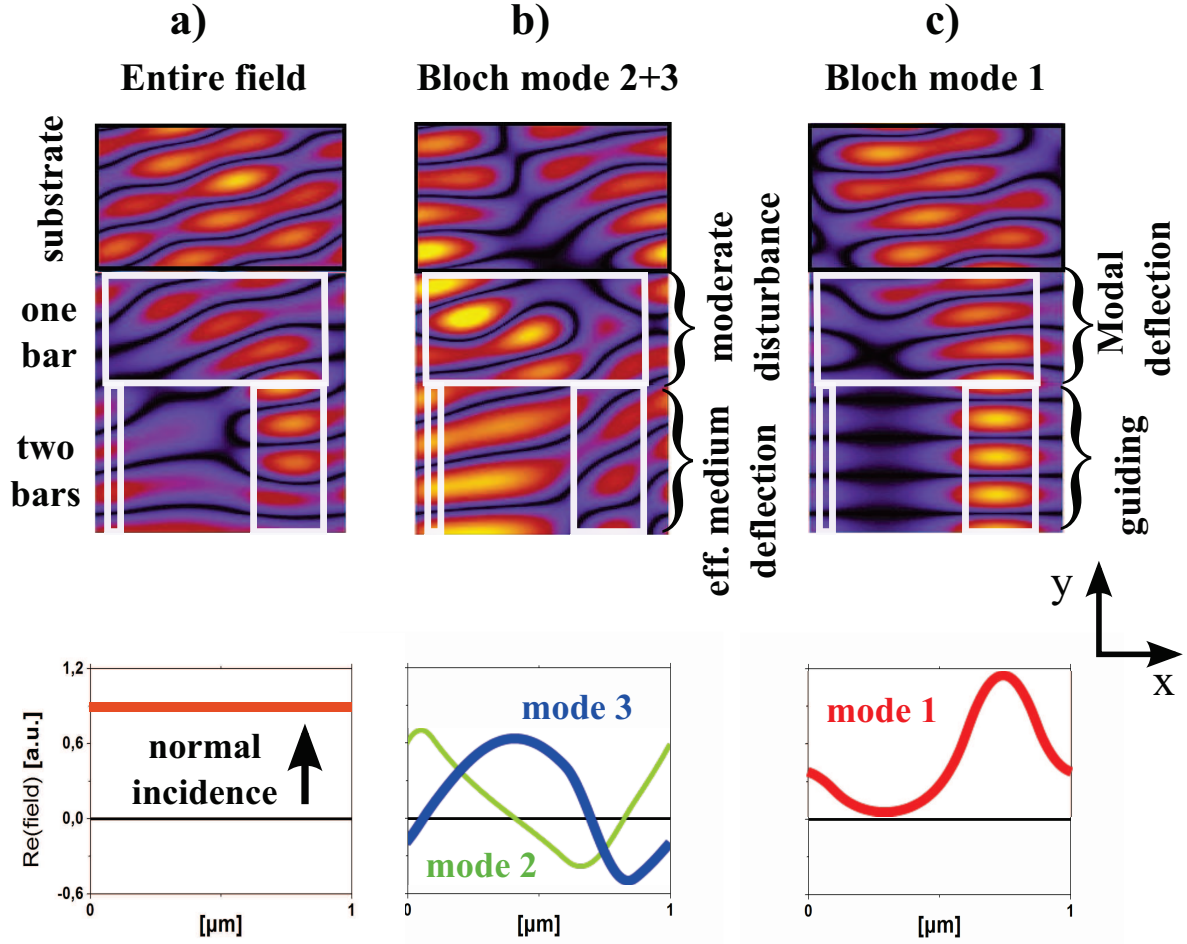 a)
b)
c)
Entire field
Bloch mode 2+3
Bloch mode 1
substrate
one
bar
two
bars
moderate
disturbance
eff. medium
deflection
Modal
deflection
guiding
y
x
1,2
0,6
0,0
-0,6
Re(field) [a.u.]
normal
incidence
0
1
[µm]
mode 3
mode 2
0
1
[µm]
mode 1
0
1
[µm]